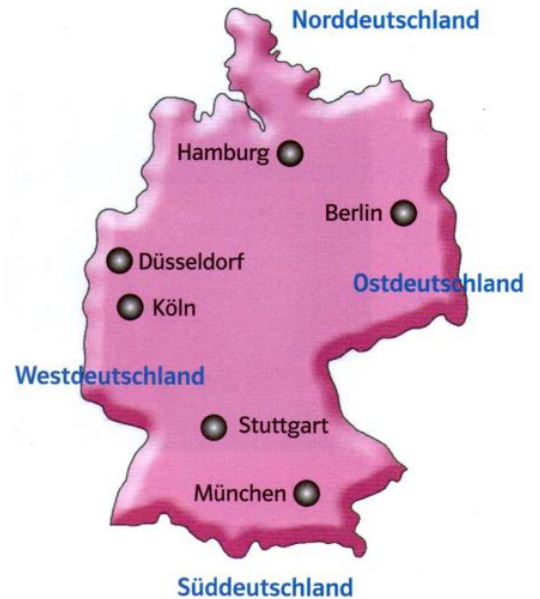 Norddeutschland
Hamburg
Berlin
Düsseldorf
Ostdeutschland
Köln
Westdeutschland
Stuttgart
München
Süddeutschland